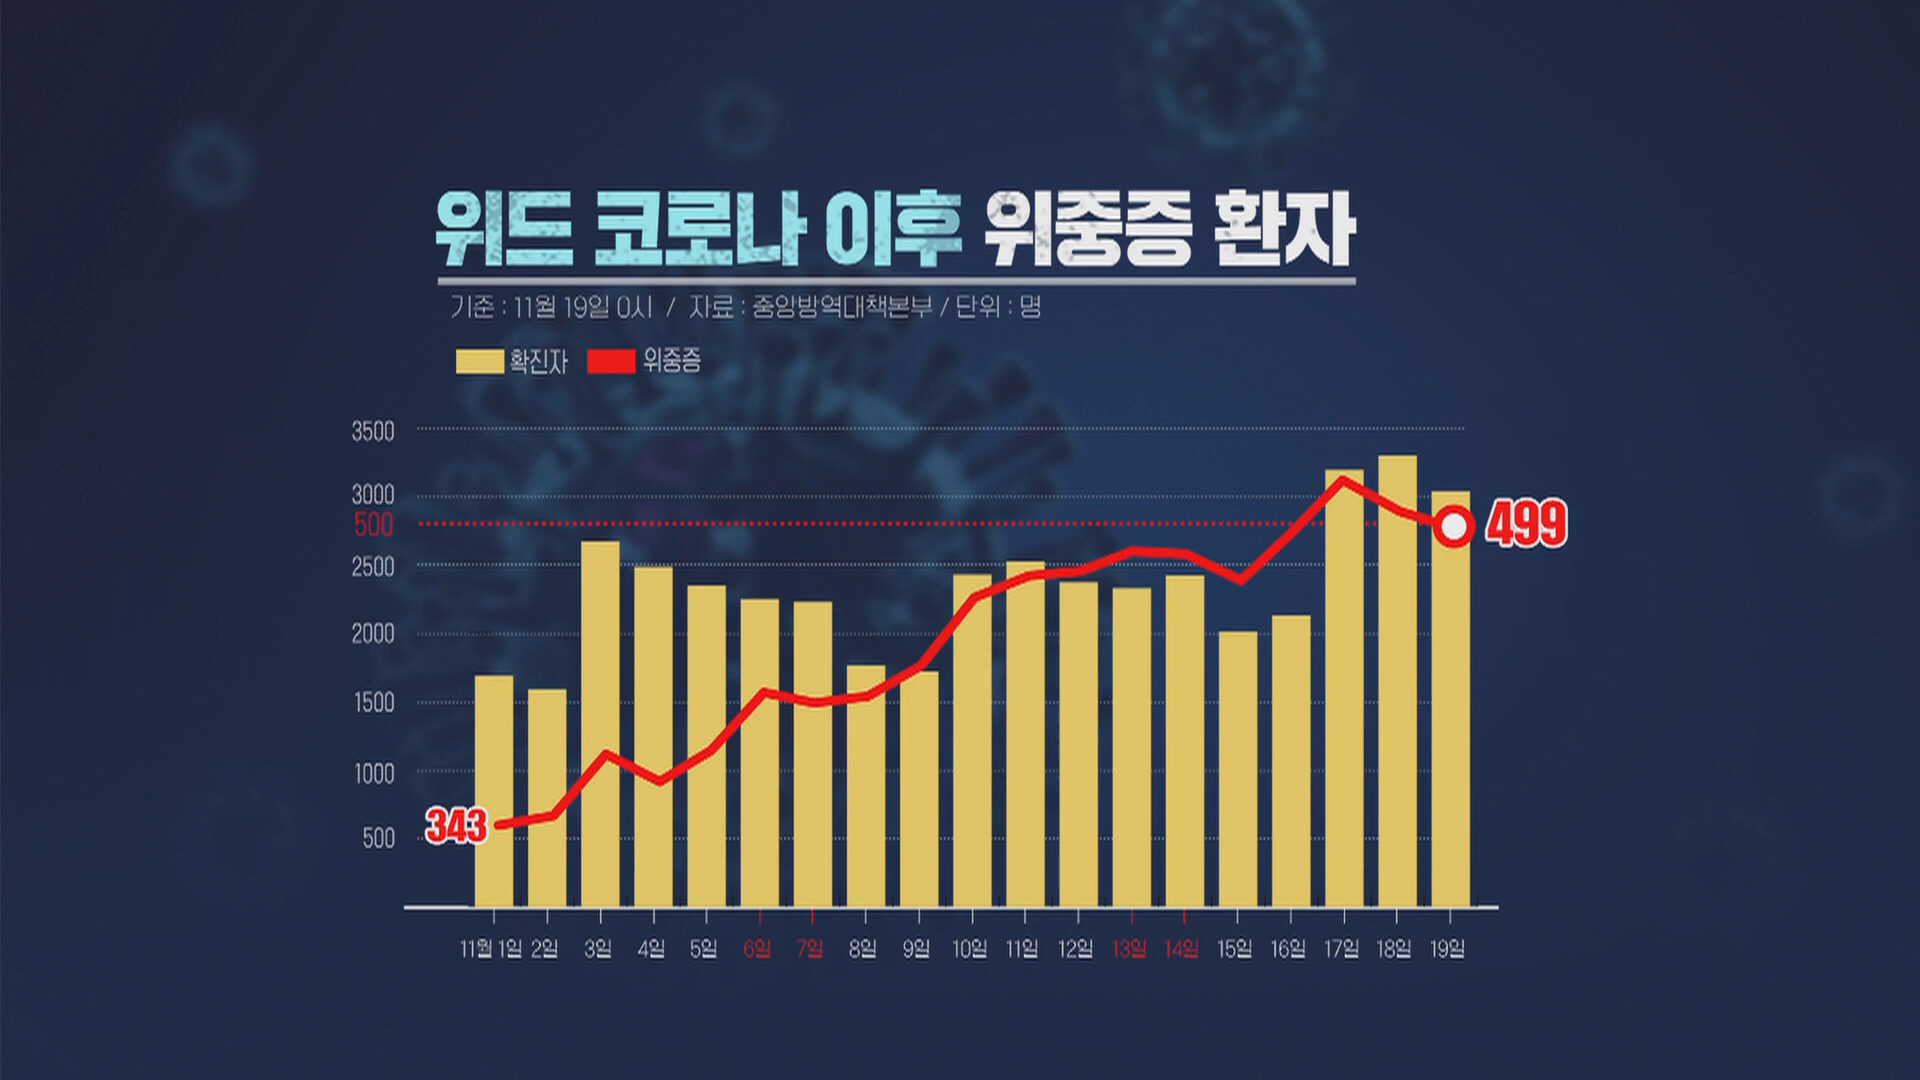 위드 코로나 이후 위중증 환자
기준 : 11월 19일 0시 / 자료 : 중앙방역대책본부 / 단위 : 명
확진자 위중증
3500
3000
500
499
2500
2000
1500
1000
343
500
11월 1일 2일 3일 4일 5일 6일 7일 8일 9일 10일 11일 12일 13일 14일 15일 16일 17일 18일 19일